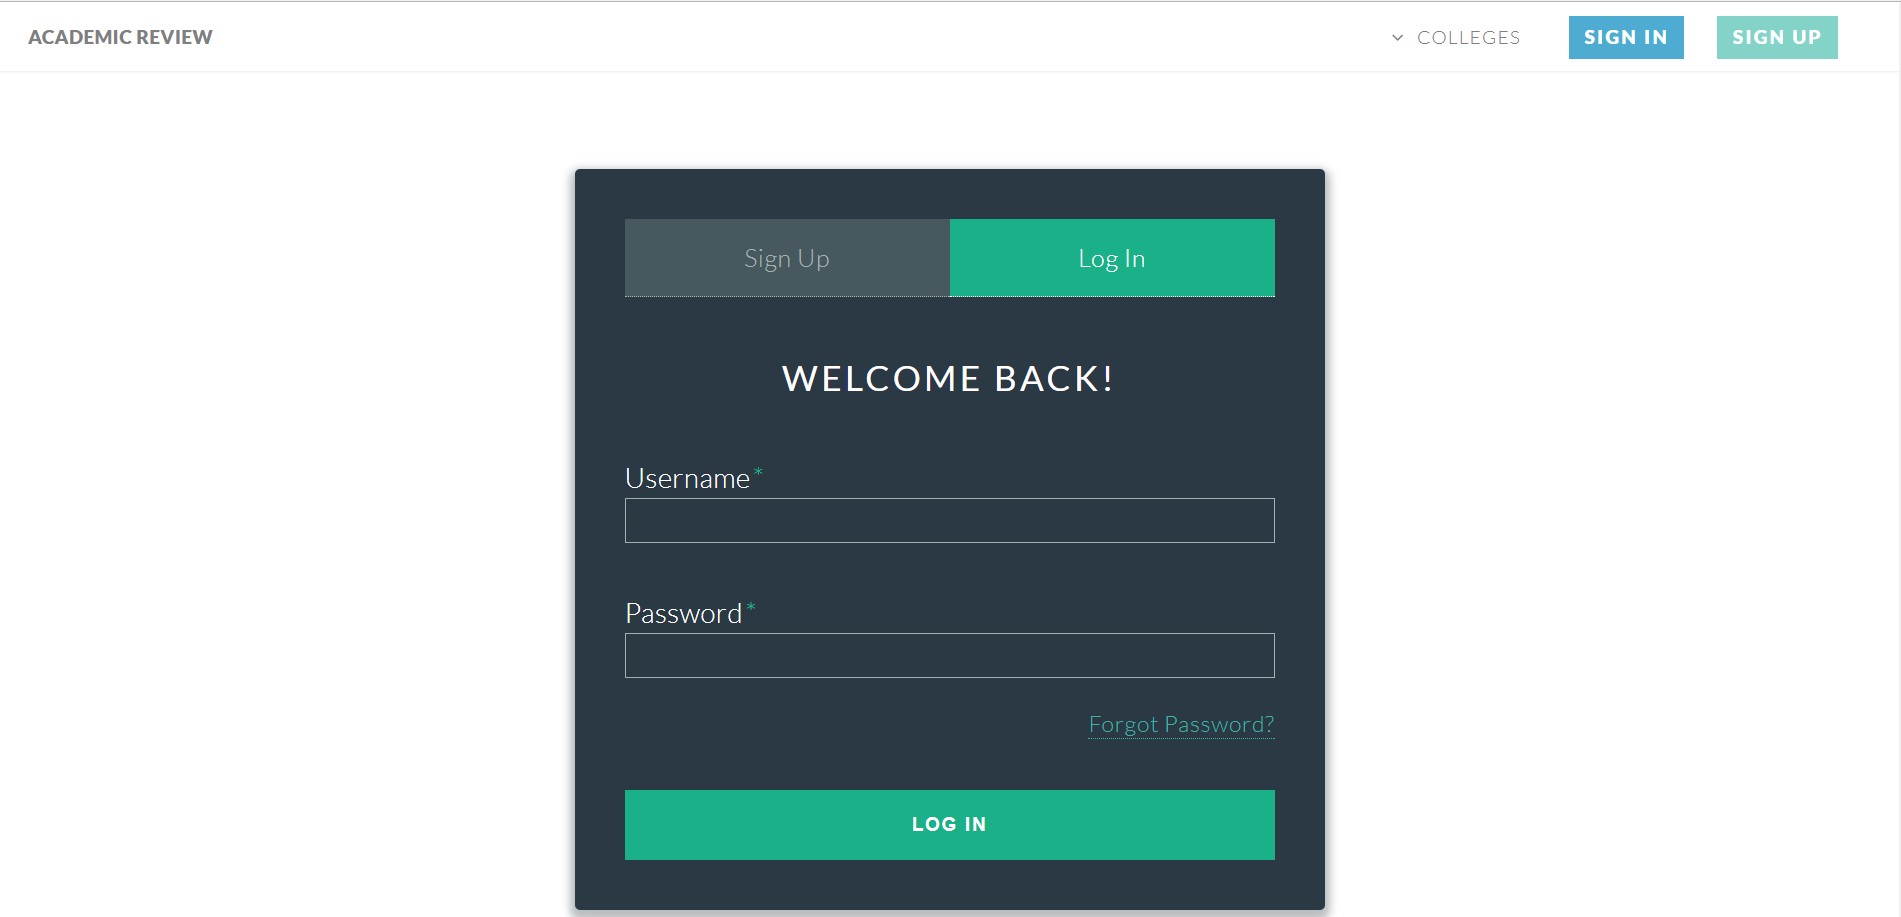 ACADEMIC REVIEW
COLLEGES
SIGN IN
SIGN UP
Sign Up
Log In
WELCOME BACK!
Username*
Password*
Forgot Password?
LOG IN